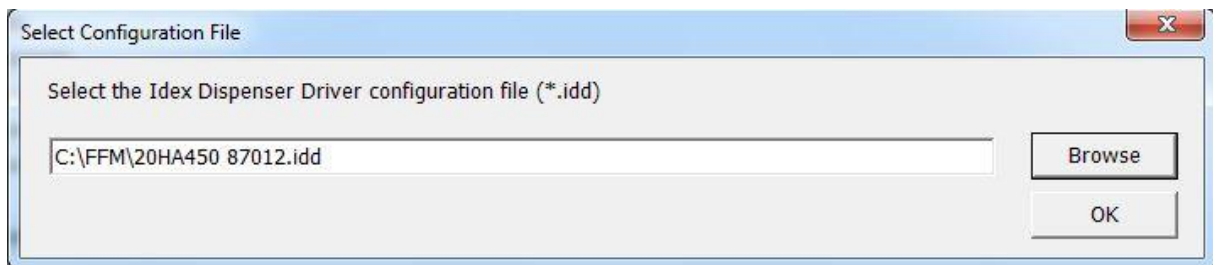 Select Configuration File
Select the Idex Dispenser Driver configuration file (*.idd)
C:\FFM\20HA450 87012.idd
Browse
OK